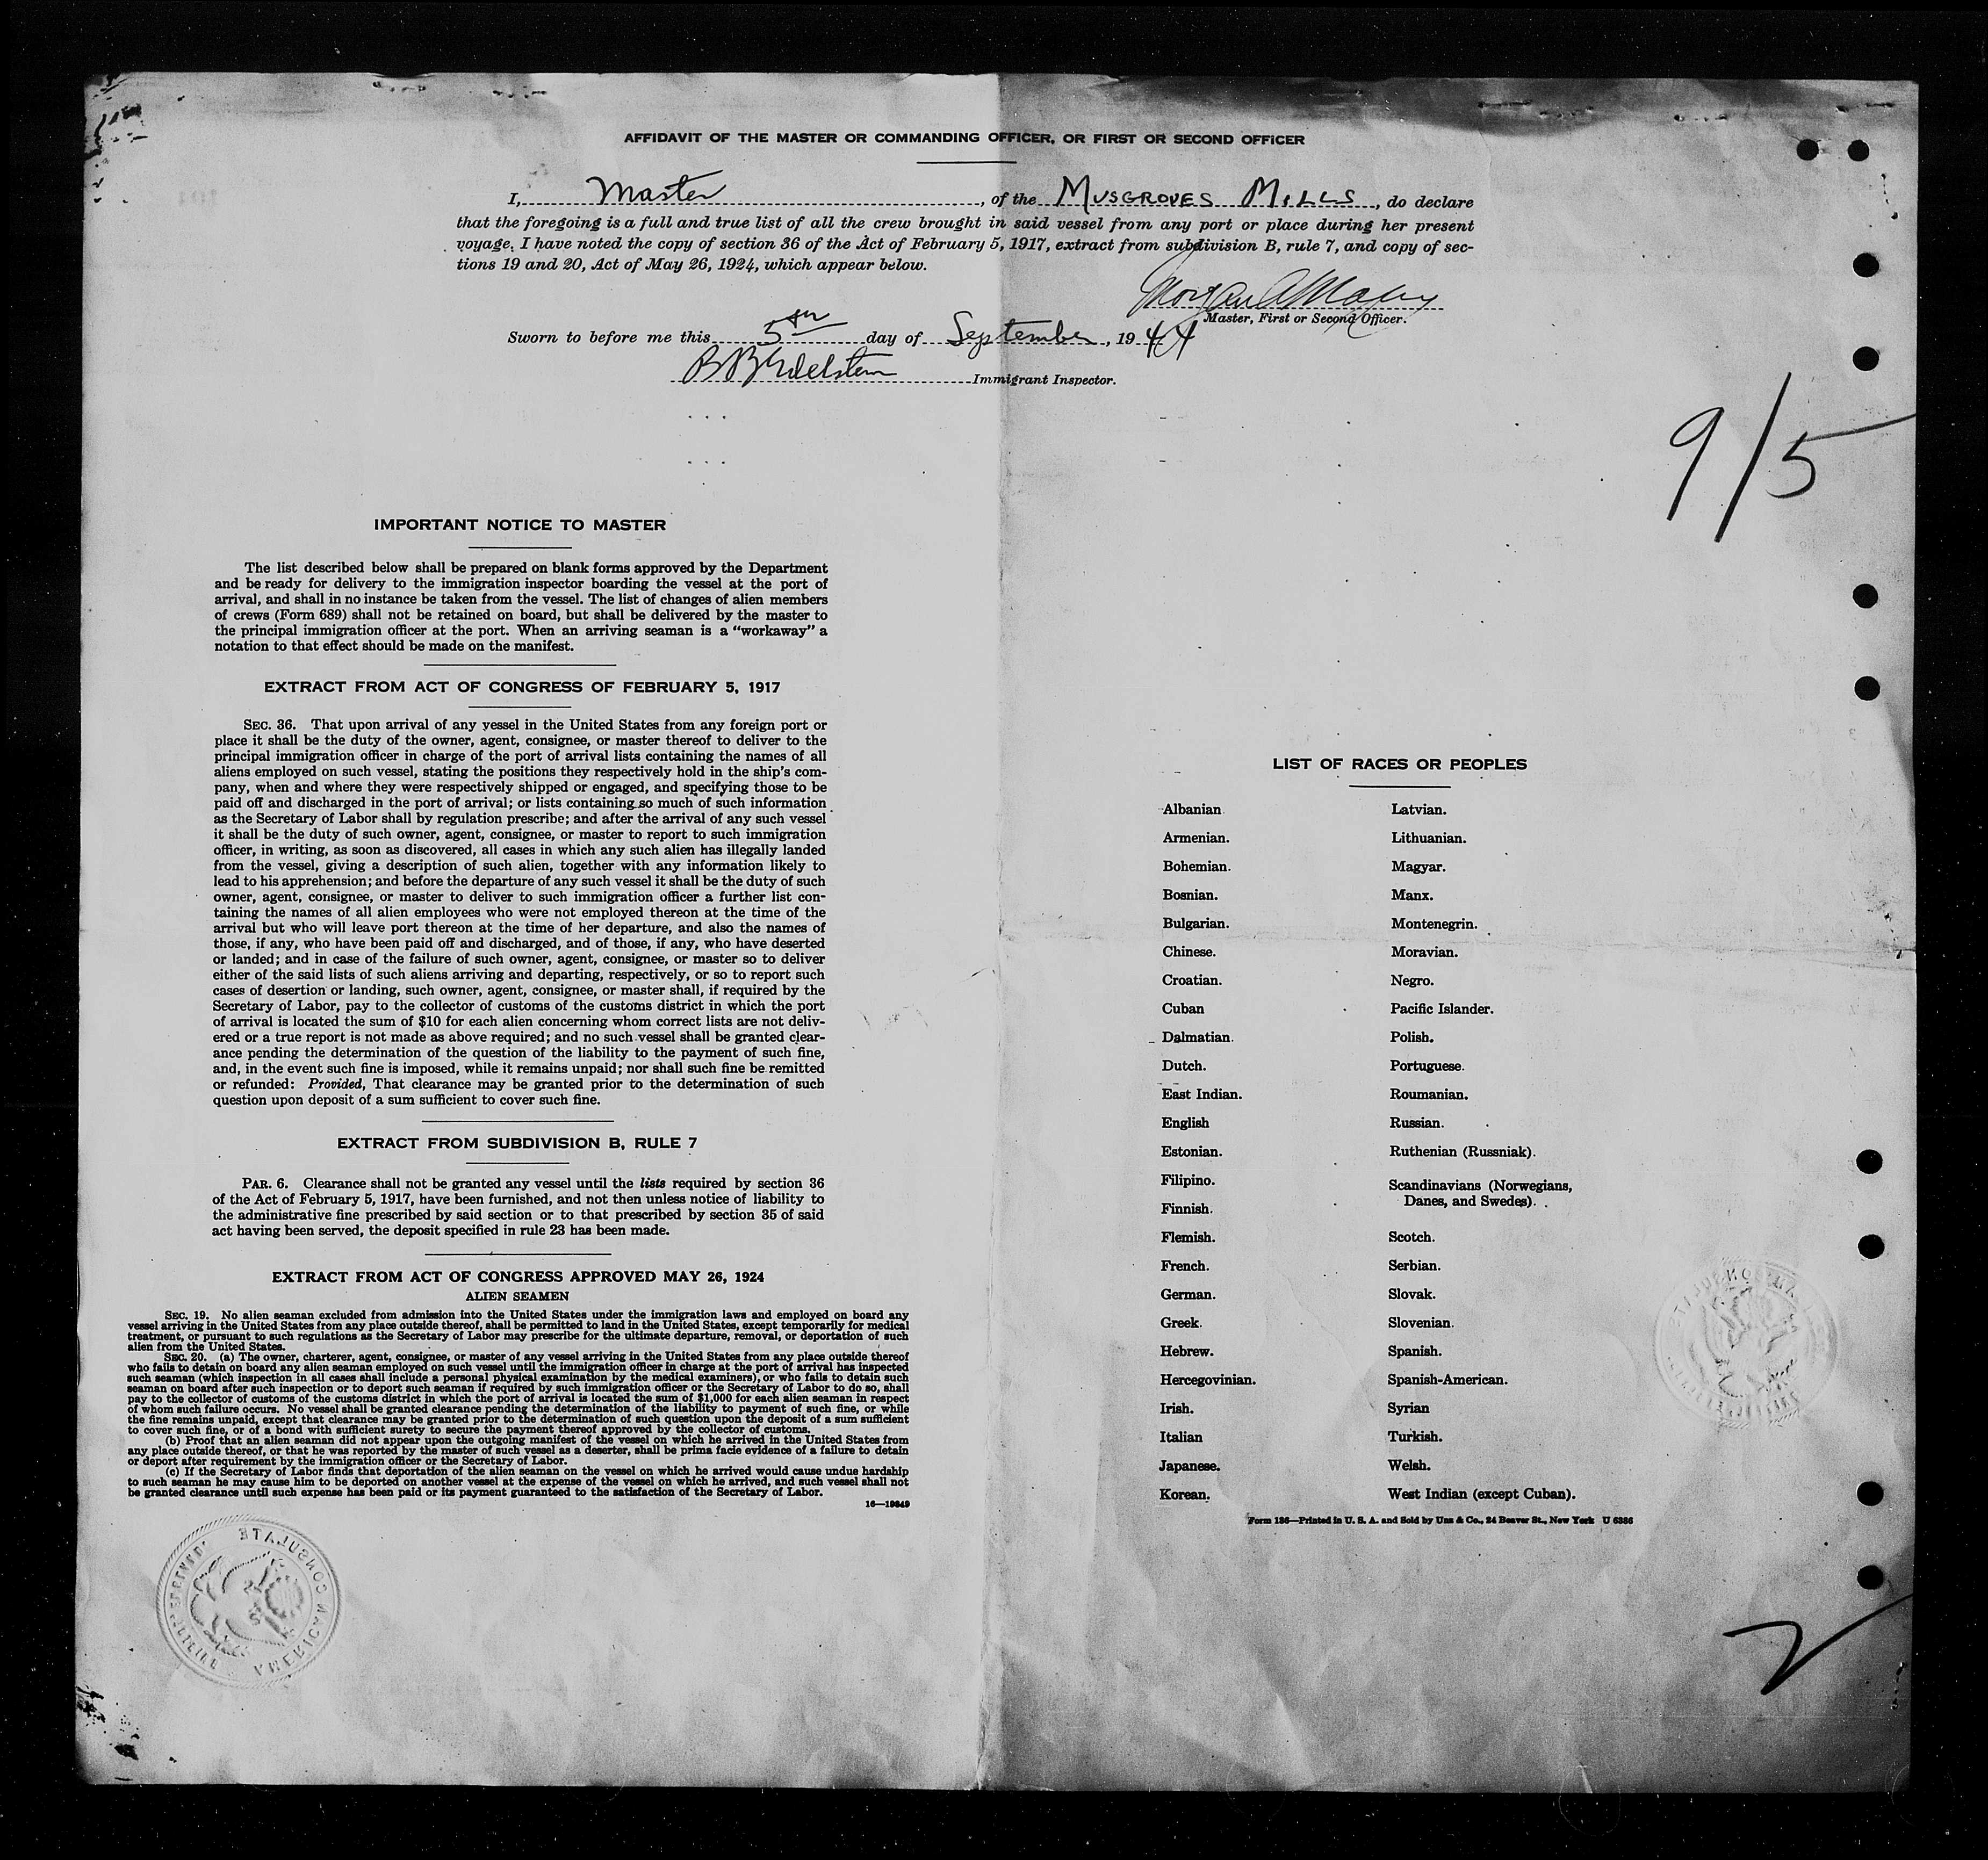 AFFIDAVIT OF THE MASTER OR COMMANDING OFFICER, OR FIRST OR SECOND OFFICER
I, Master, of the MUSGROVES MILLS, do declare
that the foregoing is a full and true list of all the crew brought in said vessel from any port or place during her present
voyage. I have noted the copy of section 36 of the Act of February 5, 1917, extract from subdivision B, rule 7, and copy of sec-
tions 19 and 20, Act of May 26, 1924, which appear below.
Morgan
Master, First or Second Officer.
Sworn to before me this 5th day of September, 1944
B B Edelstein Immigrant Inspector.
9/5
IMPORTANT NOTICE TO MASTER
The list described below shall be prepared on blank forms approved by the Department
and be ready for delivery to the immigration inspector boarding the vessel at the port of
arrival, and shall in no instance be taken from the vessel. The list of changes of alien members
of crews (Form 689) shall not be retained on board, but shall be delivered by the master to
the principal immigration officer at the port. When an arriving seaman is a "workaway" a
notation to that effect should be made on the manifest.
EXTRACT FROM ACT OF CONGRESS OF FEBRUARY 5, 1917
SEC. 36. That upon arrival of any vessel in the United States from any foreign port or
place it shall be the duty of the owner, agent, consignee, or master thereof to deliver to the
principal immigration officer in charge of the port of arrival lists containing the names of all
aliens employed on such vessel, stating the positions they respectively hold in the ship's com-
pany, when and where they were respectively shipped or engaged, and specifying those to be
paid off and discharged in the port of arrival; or lists containing so much of such information
as the Secretary of Labor shall by regulation prescribe; and after the arrival of any such vessel
it shall be the duty of such owner, agent, consignee, or master to report to such immigration
officer, in writing, as soon as discovered, all cases in which any such alien has illegally landed
from the vessel, giving a description of such alien, together with any information likely to
lead to his apprehension; and before the departure of any such vessel it shall be the duty of such
owner, agent, consignee, or master to deliver to such immigration officer a further list con-
taining the names of all alien employees who were not employed thereon at the time of the
arrival but who will leave port thereon at the time of her departure, and also the names of
those, if any, who have been paid off and discharged, and of those, if any, who have deserted
or landed; and in case of the failure of such owner, agent, consignee, or master so to deliver
either of the said lists of such aliens arriving and departing, respectively, or so to report such
cases of desertion or landing, such owner, agent, consignee, or master shall, if required by the
Secretary of Labor, pay to the collector of customs of the customs district in which the port
of arrival is located the sum of $10 for each alien concerning whom correct lists are not deliv-
ered or a true report is not made as above required; and no such vessel shall be granted clear-
ance pending the determination of the question of the liability to the payment of such fine,
and, in the event such fine is imposed, while it remains unpaid; nor shall such fine be remitted
or refunded: Provided, That clearance may be granted prior to the determination of such
question upon deposit of a sum sufficient to cover such fine.
EXTRACT FROM SUBDIVISION B, RULE 7
PAR. 6. Clearance shall not be granted any vessel until the lists required by section 36
of the Act of February 5, 1917, have been furnished, and not then unless notice of liability to
the administrative fine prescribed by said section or to that prescribed by section 35 of said
act having been served, the deposit specified in rule 23 has been made.
EXTRACT FROM ACT OF CONGRESS APPROVED MAY 26, 1924
ALIEN SEAMEN
SEC. 19. No alien seaman excluded from admission into the United States under the immigration laws and employed on board any
vessel arriving in the United States from any place outside thereof, shall be permitted to land in the United States, except temporarily for medical
treatment, or pursuant to such regulations as the Secretary of Labor may prescribe for the ultimate departure, removal, or deportation of such
alien from the United States.
SEC. 20. (a) The owner, charterer, agent, consignee, or master of any vessel arriving in the United States from any place outside thereof
who fails to detain on board any alien seaman employed on such vessel until the immigration officer in charge at the port of arrival has inspected
such seaman (which inspection in all cases shall include a personal physical examination by the medical examiners), or who fails to detain such
seaman on board after such inspection or to deport such seaman if required by such immigration officer or the Secretary of Labor to do so, shall
pay to the collector of customs of the customs district in which the port of arrival is located the sum of $1,000 for each alien seaman in respect
of whom such failure occurs. No vessel shall be granted clearance pending the determination of the liability to payment of such fine, or while
the fine remains unpaid, except that clearance may be granted prior to the determination of such question upon the deposit of a sum sufficient
to cover such fine, or of a bond with sufficient surety to secure the payment thereof approved by the collector of customs.
(b) Proof that an alien seaman did not appear upon the outgoing manifest of the vessel on which he arrived in the United States from
any place outside thereof, or that he was reported by the master of such vessel as a deserter, shall be prima facie evidence of a failure to detain
or deport after requirement by the immigration officer or the Secretary of Labor.
(c) If the Secretary of Labor finds that deportation of the alien seaman on the vessel on which he arrived would cause undue hardship
to such seaman he may cause him to be deported on another vessel at the expense of the vessel on which he arrived, and such vessel shall not
be granted clearance until such expense has been paid or its payment guaranteed to the satisfaction of the Secretary of Labor.
16—19849
AMERICAN CONSULATE
LIST OF RACES OR PEOPLES
Albanian
Armenian.
Bohemian.
Bosnian.
Bulgarian.
Chinese.
Croatian.
Cuban
Dalmatian.
Dutch.
East Indian.
English
Estonian.
Filipino.
Finnish.
Flemish.
French.
German.
Greek.
Hebrew.
Hercegovinian.
Irish.
Italian
Japanese.
Korean.
Latvian.
Lithuanian.
Magyar.
Manx.
Montenegrin.
Moravian.
Negro.
Pacific Islander.
Polish.
Portuguese.
Roumanian.
Russian.
Ruthenian (Russniak).
Scandinavians (Norwegians,
Danes, and Swedes).
Scotch.
Serbian.
Slovak.
Slovenian.
Spanish.
Spanish-American.
Syrian
Turkish.
Welsh.
West Indian (except Cuban).
Form 136—Printed in U. S. A. and Sold by Unz & Co., 24 Beaver St., New York U 6386
2